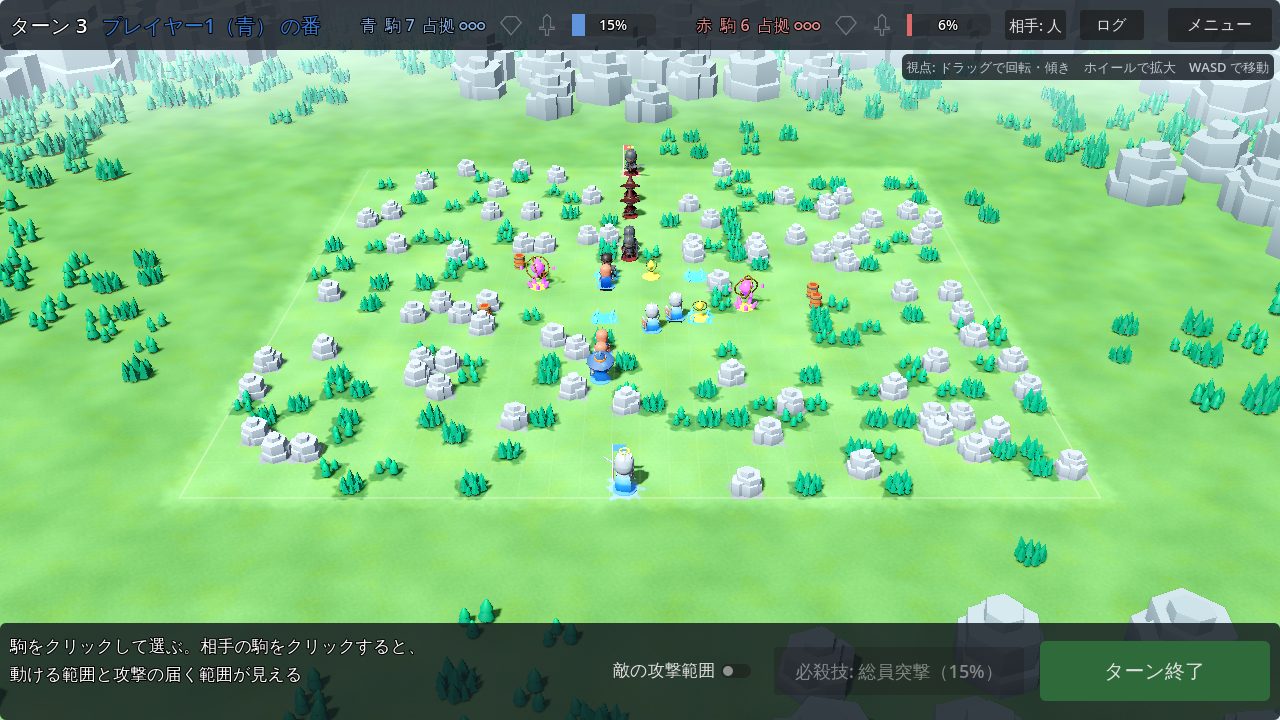 ターン 3 プレイヤー1（青） の番 青 駒 7 占拠 15% 赤 駒 6 占拠 6% 相手: 人 ログ メニュー
視点: ドラッグで回転・傾き ホイールで拡大 WASD で移動
駒をクリックして選ぶ。相手の駒をクリックすると、
動ける範囲と攻撃の届く範囲が見える
敵の攻撃範囲 必殺技: 総員突撃（15%） ターン終了